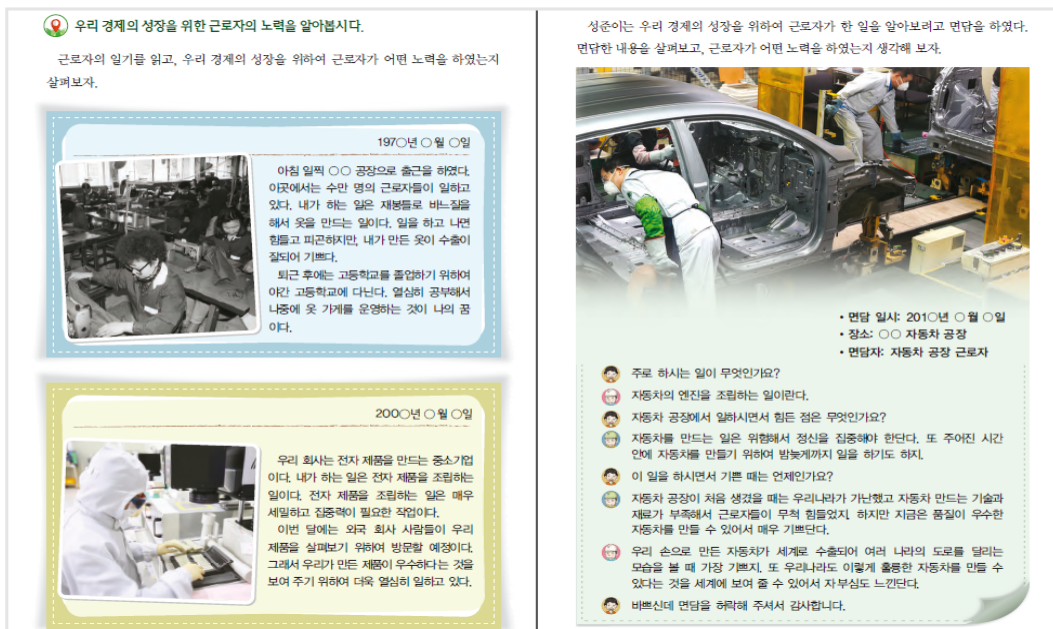 우리 경제의 성장을 위한 근로자의 노력을 알아봅시다.
근로자의 일기를 읽고, 우리 경제의 성장을 위하여 근로자가 어떤 노력을 하였는지
살펴보자.
197○년 ○월 ○일
아침 일찍 ○○ 공장으로 출근을 하였다.
이곳에서는 수만 명의 근로자들이 일하고
있다. 내가 하는 일은 재봉틀로 바느질을
해서 옷을 만드는 일이다. 일을 하고 나면
힘들고 피곤하지만, 내가 만든 옷이 수출이
잘되어 기쁘다.
퇴근 후에는 고등학교를 졸업하기 위하여
야간 고등학교에 다닌다. 열심히 공부해서
나중에 옷 가게를 운영하는 것이 나의 꿈
이다.
200○년 ○월 ○일
우리 회사는 전자 제품을 만드는 중소기업
이다. 내가 하는 일은 전자 제품을 조립하는
일이다. 전자 제품을 조립하는 일은 매우
세밀하고 집중력이 필요한 작업이다.
이번 달에는 외국 회사 사람들이 우리
제품을 살펴보기 위하여 방문할 예정이다.
그래서 우리가 만든 제품이 우수하다는 것을
보여 주기 위하여 더욱 열심히 일하고 있다.
성준이는 우리 경제의 성장을 위하여 근로자가 한 일을 알아보려고 면담을 하였다.
면담한 내용을 살펴보고, 근로자가 어떤 노력을 하였는지 생각해 보자.
• 면담 일시: 201○년 ○월 ○일
• 장소: ○○ 자동차 공장
• 면담자: 자동차 공장 근로자
주로 하시는 일이 무엇인가요?
자동차의 엔진을 조립하는 일이란다.
자동차 공장에서 일하시면서 힘든 점은 무엇인가요?
자동차를 만드는 일은 위험해서 정신을 집중해야 한단다. 또 주어진 시간
안에 자동차를 만들기 위하여 밤늦게까지 일을 하기도 하지.
이 일을 하시면서 기쁜 때는 언제인가요?
자동차 공장이 처음 생겼을 때는 우리나라가 가난했고 자동차 만드는 기술과
재료가 부족해서 근로자들이 무척 힘들었지. 하지만 지금은 품질이 우수한
자동차를 만들 수 있어서 매우 기쁘단다.
우리 손으로 만든 자동차가 세계로 수출되어 여러 나라의 도로를 달리는
모습을 볼 때 가장 기쁘지. 또 우리나라도 이렇게 훌륭한 자동차를 만들 수
있다는 것을 세계에 보여 줄 수 있어서 자부심도 느낀단다.
바쁘신데 면담을 허락해 주셔서 감사합니다.